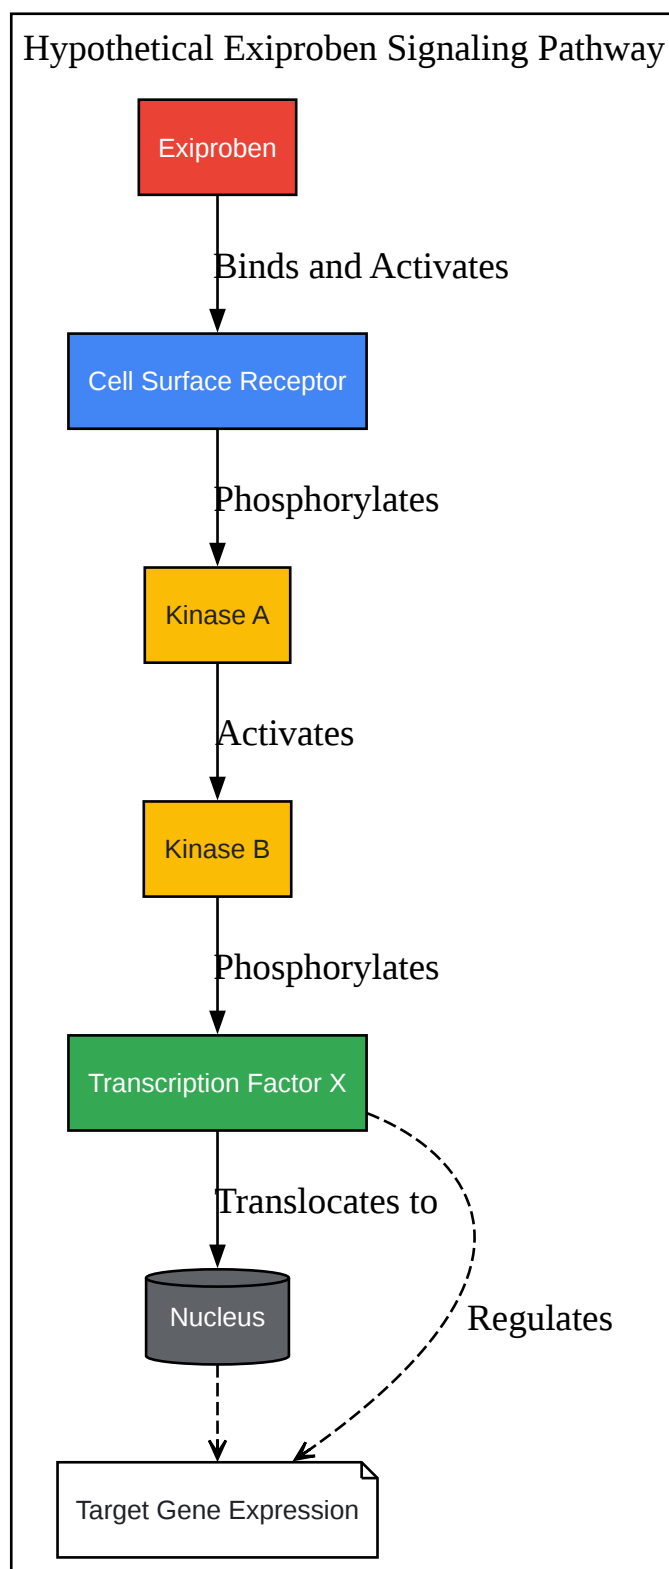 Hypothetical Exiproben Signaling Pathway
Exiproben
Binds and Activates
Cell Surface Receptor
Phosphorylates
Kinase A
Activates
Kinase B
Phosphorylates
Transcription Factor X
Translocates to
Nucleus
Regulates
Target Gene Expression